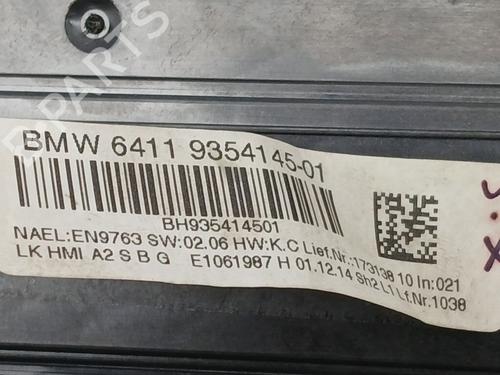 B-PARTS
BMW 6411 9354145-01
BH935414501
NAEL:EN9763 SW:02.06 HW:K.C Lief.Nr.:173138 10 In:021
LK HMI A2 S B G E1061987 H 01.12.14 Sh2 L1 Lf.Nr.1038